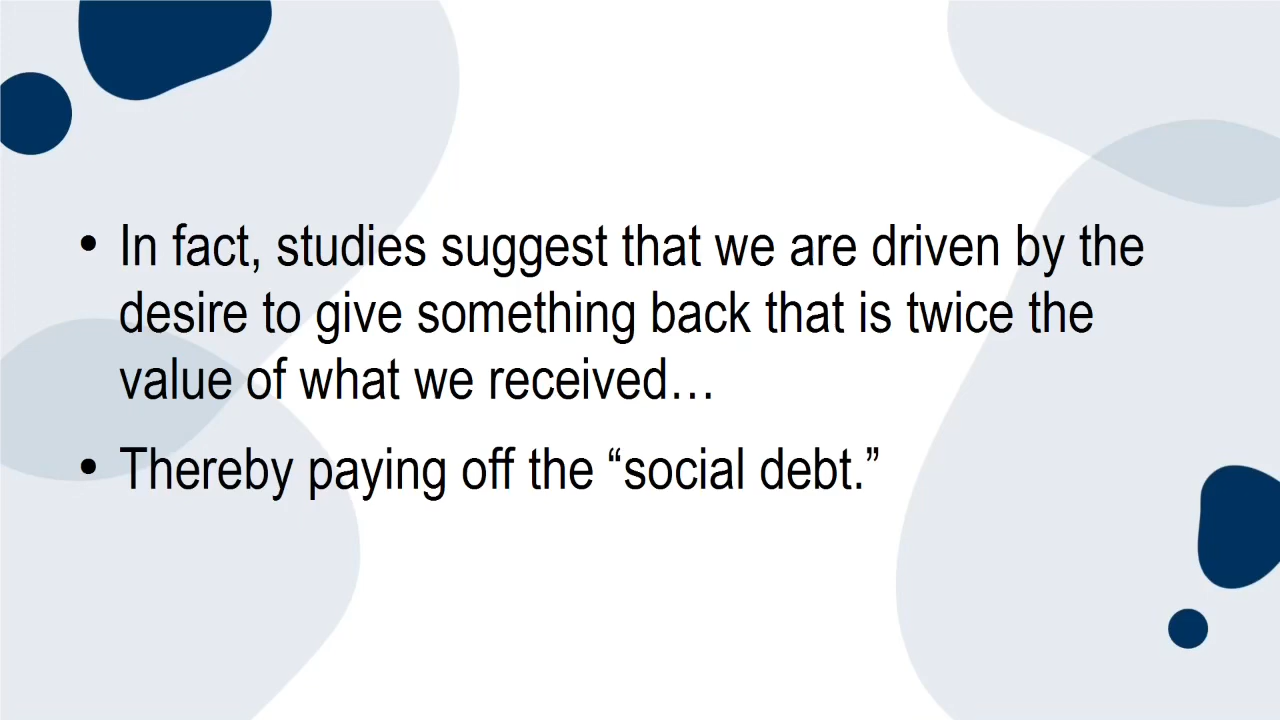 • In fact, studies suggest that we are driven by the
desire to give something back that is twice the
value of what we received…
• Thereby paying off the “social debt.”